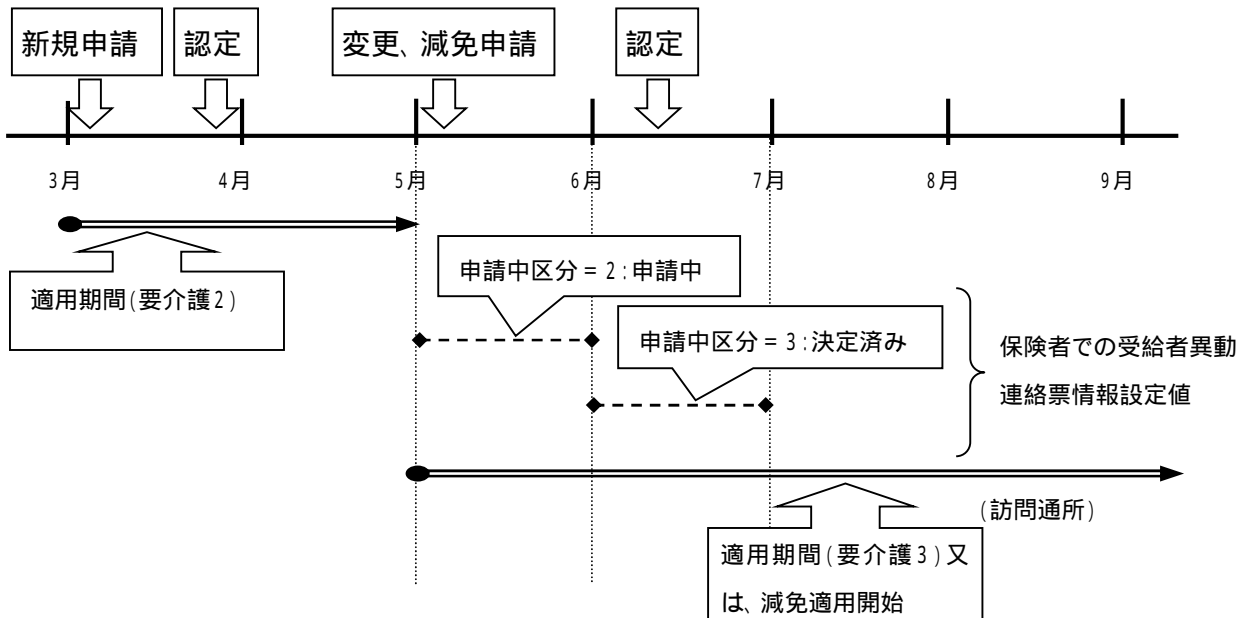 新規申請
認定
変更、減免申請
認定
3月
4月
5月
6月
7月
8月
9月
適用期間(要介護2)
申請中区分=2:申請中
申請中区分=3:決定済み
保険者での受給者異動
連絡票情報設定値
(訪問通所)
適用期間(要介護3)又
は、減免適用開始